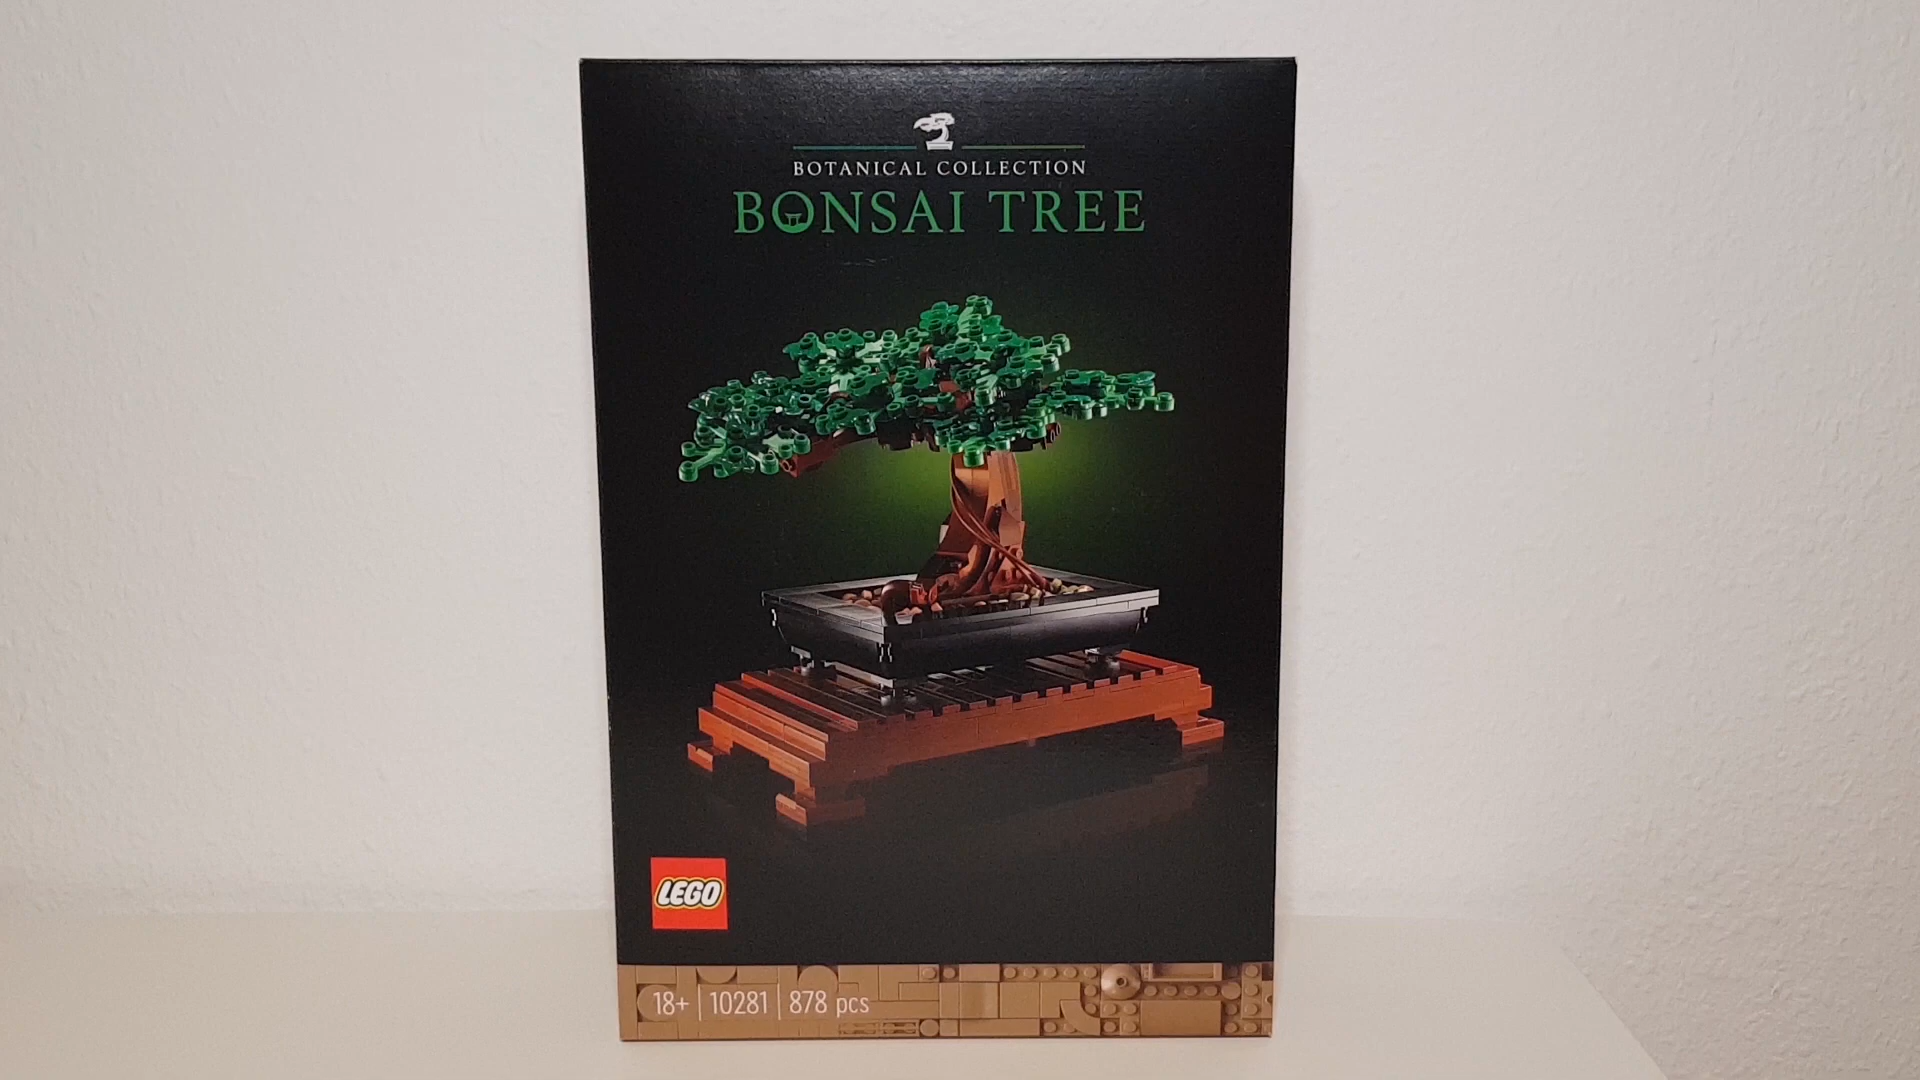 BOTANICAL COLLECTION
BONSAI TREE
LEGO
18+ | 10281 | 878 pcs